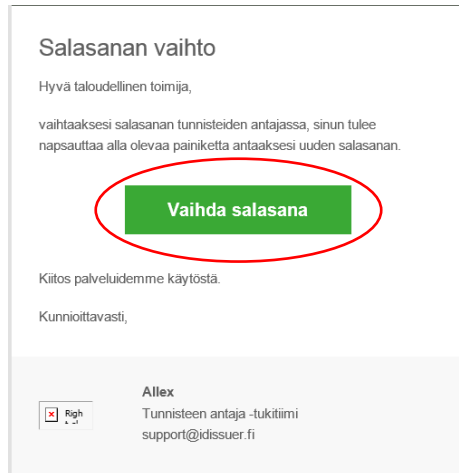 Salasanan vaihto
Hyvä taloudellinen toimija,
vaihtaaksesi salasanan tunnisteiden antajassa, sinun tulee
napsauttaa alla olevaa painiketta antaaksesi uuden salasanan.
Vaihda salasana
Kiitos palveluidemme käytöstä.
Kunnioittavasti,
Allex
Righ
Tunnisteen antaja -tukitiimi
support@idissuer.fi